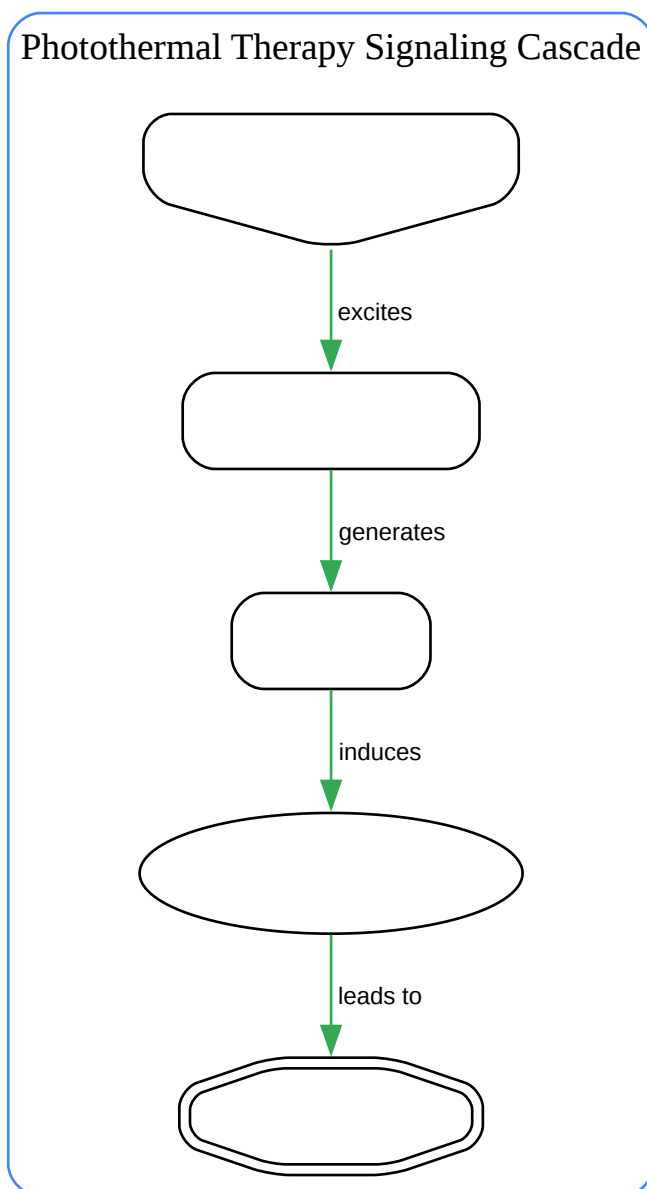 Photothermal Therapy Signaling Cascade
excites
generates
induces
leads to